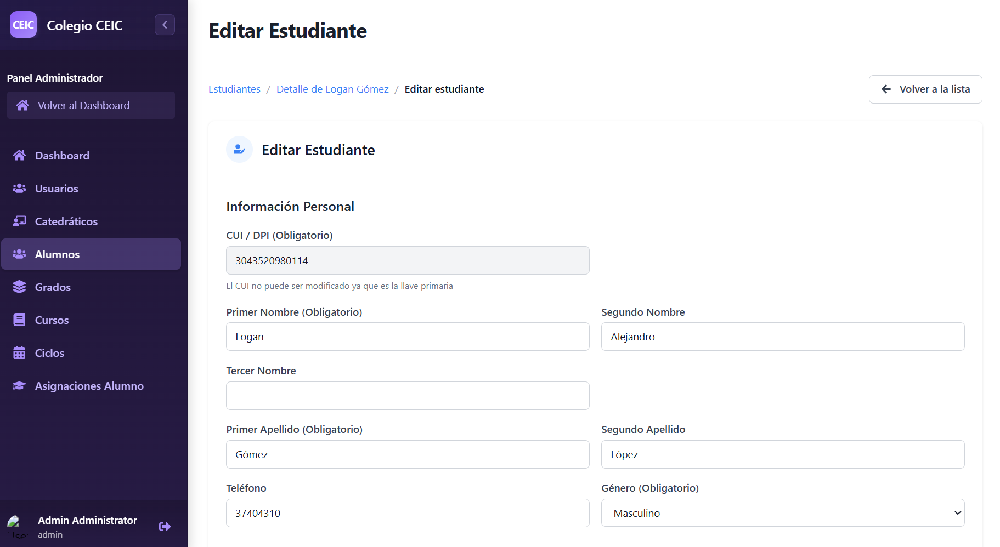 CEIC
Colegio CEIC
Panel Administrador
Volver al Dashboard
Dashboard
Usuarios
Catedráticos
Alumnos
Grados
Cursos
Ciclos
Asignaciones Alumno
Admin Administrator
admin
Editar Estudiante
Estudiantes / Detalle de Logan Gómez / Editar estudiante
Volver a la lista
Editar Estudiante
Información Personal
CUI / DPI (Obligatorio)
3043520980114
El CUI no puede ser modificado ya que es la llave primaria
Primer Nombre (Obligatorio)
Segundo Nombre
Logan
Alejandro
Tercer Nombre
Primer Apellido (Obligatorio)
Segundo Apellido
Gómez
López
Teléfono
Género (Obligatorio)
37404310
Masculino